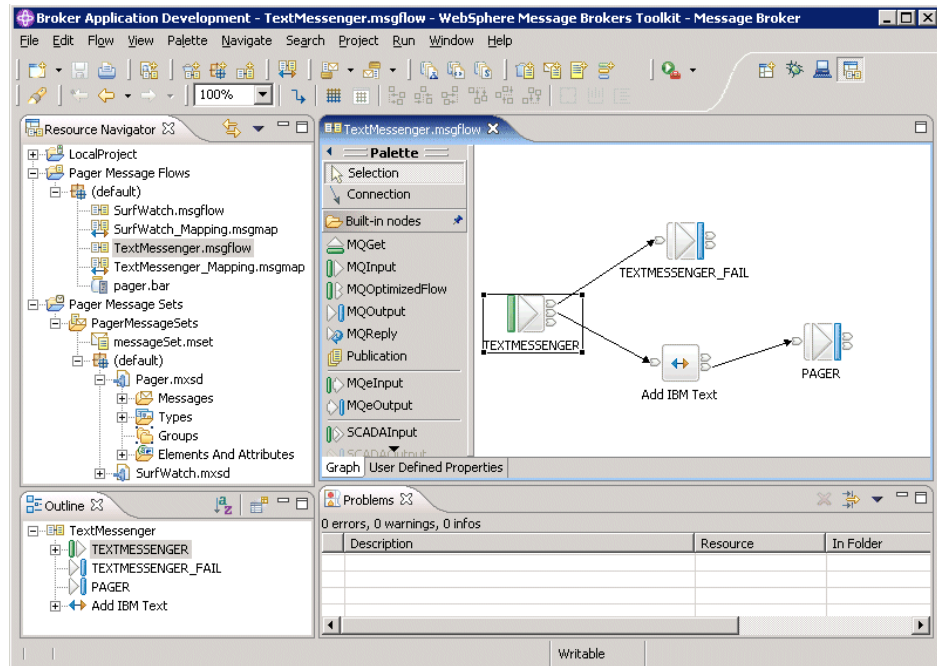 Broker Application Development - TextMessenger.msgflow - WebSphere Message Brokers Toolkit - Message Broker
File Edit Flow View Palette Navigate Search Project Run Window Help
100%
Resource Navigator
LocalProject
Pager Message Flows
(default)
SurfWatch.msgflow
SurfWatch_Mapping.msgmap
TextMessenger.msgflow
TextMessenger_Mapping.msgmap
pager.bar
Pager Message Sets
PagerMessageSets
messageSet.mset
(default)
Pager.mxsd
Messages
Types
Groups
Elements And Attributes
SurfWatch.mxsd
TextMessenger.msgflow
Palette
Selection
Connection
Built-in nodes
MQGet
MQInput
MQOptimizedFlow
MQOutput
MQReply
Publication
MQeInput
MQeOutput
SCADAInput
SCADAOutput
TEXTMESSENGER_FAIL
TEXTMESSENGER
PAGER
Add IBM Text
Graph User Defined Properties
Outline
TextMessenger
TEXTMESSENGER
TEXTMESSENGER_FAIL
PAGER
Add IBM Text
Problems
0 errors, 0 warnings, 0 infos
Description Resource In Folder
Writable